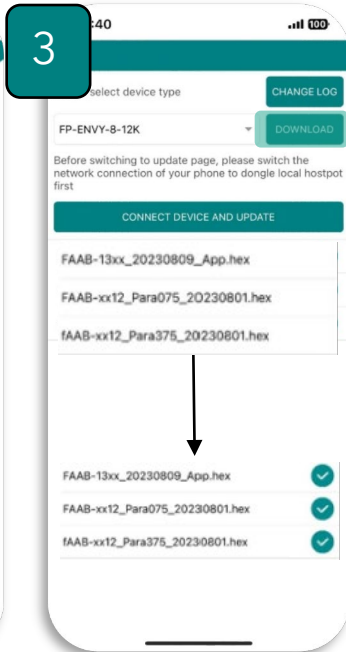 3
:40
100
select device type
CHANGE LOG
FP-ENVY-8-12K
DOWNLOAD
Before switching to update page, please switch the
network connection of your phone to dongle local hostpot
first
CONNECT DEVICE AND UPDATE
FAAB-13xx_20230809_App.hex
FAAB-xx12_Para075_20230801.hex
fAAB-xx12_Para375_20230801.hex
FAAB-13xx_20230809_App.hex
FAAB-xx12_Para075_20230801.hex
fAAB-xx12_Para375_20230801.hex